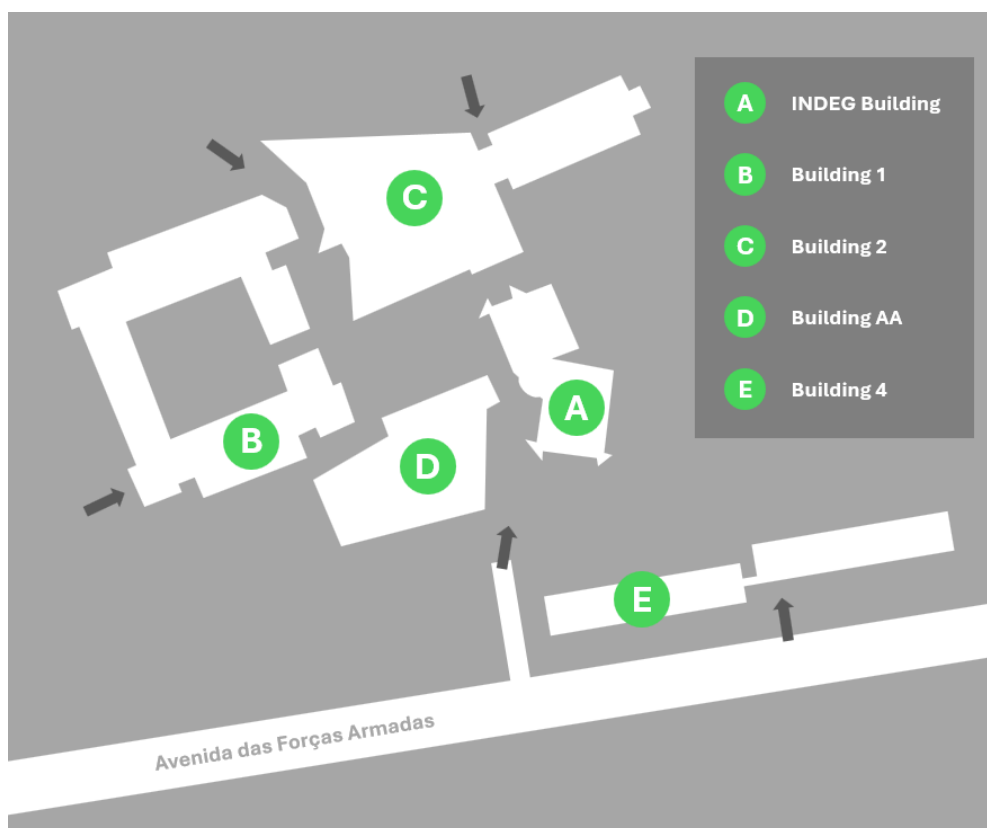 A INDEG Building
B Building 1
C Building 2
D Building AA
E Building 4
C
B
A
D
E
Avenida das Forças Armadas